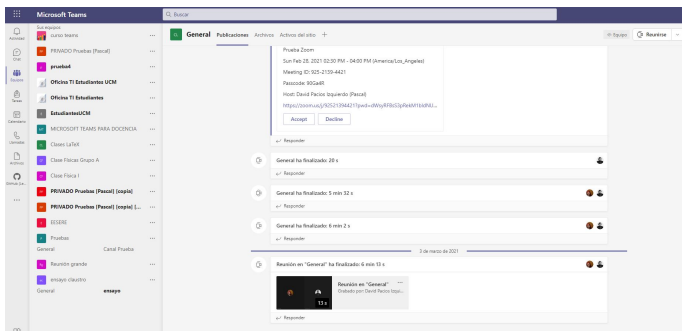 Microsoft Teams
Buscar
Actividad
Chat
Equipos
Tareas
Calendario
Llamadas
Archivos
Sus equipos
curso teams
PRIVADO Pruebas (Pascal)
prueba4
Oficina TI Estudiantes UCM
Oficina TI Estudiantes
EstudiantesUCM
MICROSOFT TEAMS PARA DOCENCIA
Clases LaTeX
Clase Físicas Grupo A
Clase Física I
PRIVADO Pruebas (Pascal) (copia)
PRIVADO Pruebas (Pascal) (copia) (...
EESERE
Pruebas
General Canal Prueba
Reunión grande
ensayo claustro
General ensayo
General Publicaciones Archivos Activos del sitio
Equipo Reunirse
Prueba Zoom
Sun Feb 28, 2021 02:30 PM - 04:00 PM (America/Los_Angeles)
Meeting ID: 925-2139-4421
Passcode: 90Ga4R
Host: David Pacios Izquierdo (Pascal)
Accept Decline
Responder
General ha finalizado: 20 s
Responder
General ha finalizado: 5 min 32 s
Responder
General ha finalizado: 6 min 2 s
Responder
3 de marzo de 2021
Reunión en "General" ha finalizado: 6 min 13 s
Reunión en "General"
Grabado por: David Pacios Izqu...
13 s
Responder